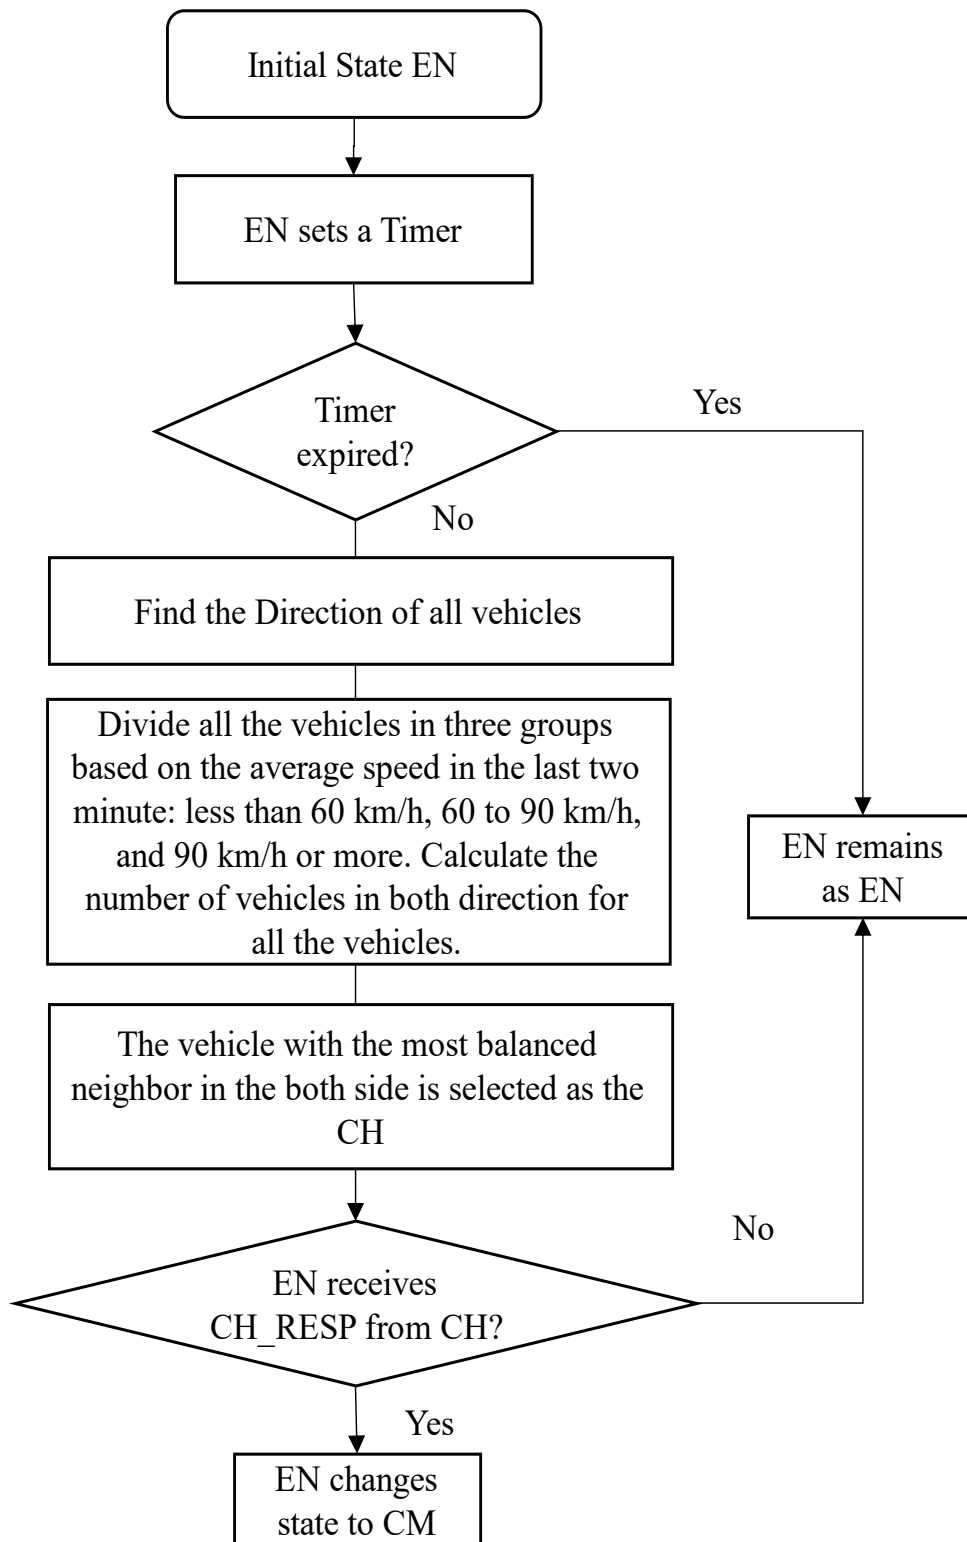 Initial State EN
EN sets a Timer
Timer
expired?
Yes
No
Find the Direction of all vehicles
Divide all the vehicles in three groups
based on the average speed in the last two
minute: less than 60 km/h, 60 to 90 km/h,
and 90 km/h or more. Calculate the
number of vehicles in both direction for
all the vehicles.
EN remains
as EN
The vehicle with the most balanced
neighbor in the both side is selected as the
CH
No
EN receives
CH_RESP from CH?
Yes
EN changes
state to CM